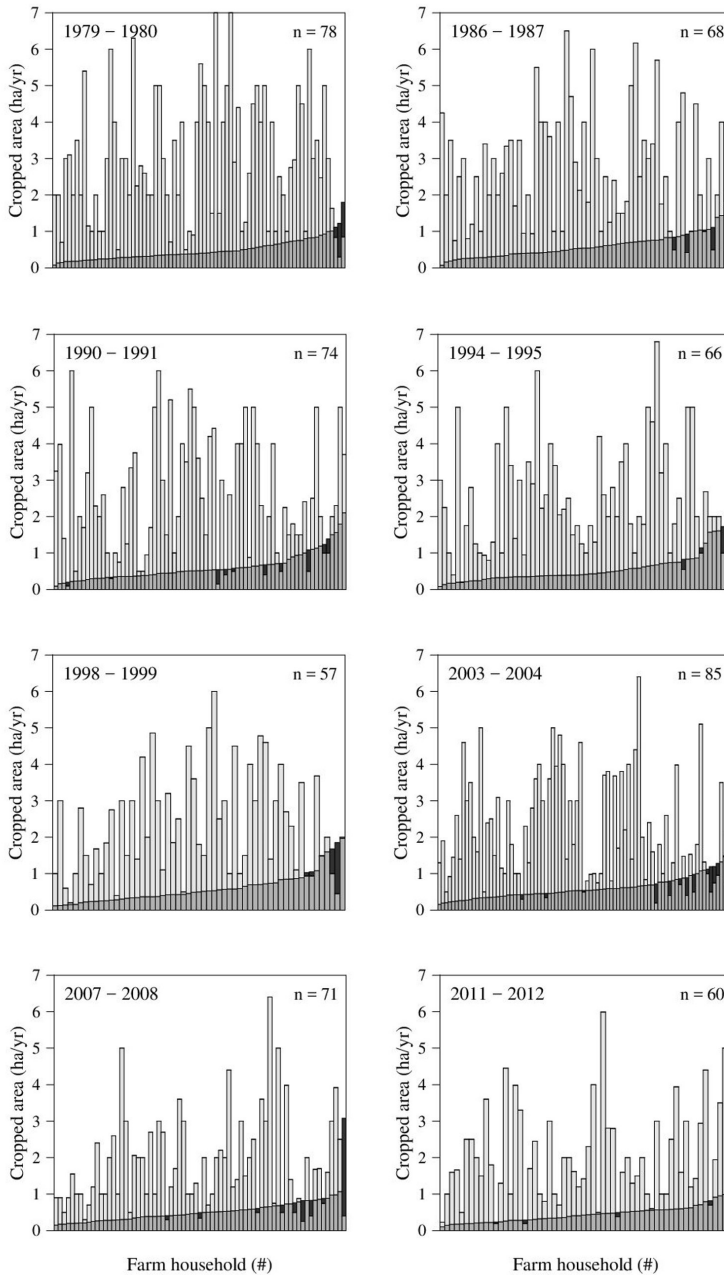 1979 − 1980
n = 78
7
6
5
4
3
2
1
0
Cropped area (ha/yr)
1986 − 1987
n = 68
7
6
5
4
3
2
1
0
Cropped area (ha/yr)
1990 − 1991
n = 74
7
6
5
4
3
2
1
0
Cropped area (ha/yr)
1994 − 1995
n = 66
7
6
5
4
3
2
1
0
Cropped area (ha/yr)
1998 − 1999
n = 57
7
6
5
4
3
2
1
0
Cropped area (ha/yr)
2003 − 2004
n = 85
7
6
5
4
3
2
1
0
Cropped area (ha/yr)
2007 − 2008
n = 71
7
6
5
4
3
2
1
0
Cropped area (ha/yr)
Farm household (#)
2011 − 2012
n = 60
7
6
5
4
3
2
1
0
Cropped area (ha/yr)
Farm household (#)